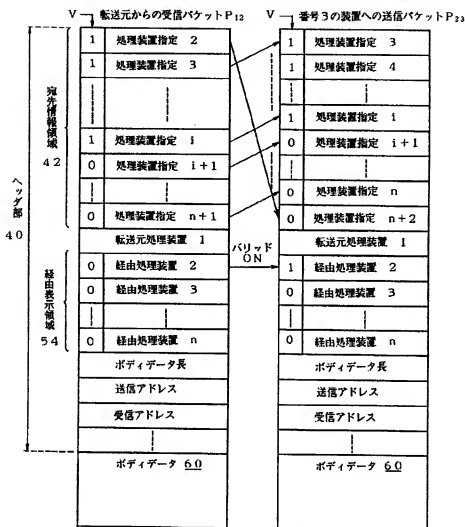 V 転送元からの受信パケットP12
V 番号3の装置への送信パケットP23
1 処理装置指定 2
1 処理装置指定 3
1 処理装置指定 i
0 処理装置指定 i+1
0 処理装置指定 n+1
転送元処理装置 1
0 経由処理装置 2
0 経由処理装置 3
0 経由処理装置 n
ボディデータ長
送信アドレス
受信アドレス
ボディデータ 60
1 処理装置指定 3
1 処理装置指定 4
1 処理装置指定 i
0 処理装置指定 i+1
0 処理装置指定 n
0 処理装置指定 n+2
転送元処理装置 1
1 経由処理装置 2
0 経由処理装置 3
0 経由処理装置 n
ボディデータ長
送信アドレス
受信アドレス
ボディデータ 60
バリッド
ON
宛先情報領域
42
ヘッダ部
40
経由表示領域
54